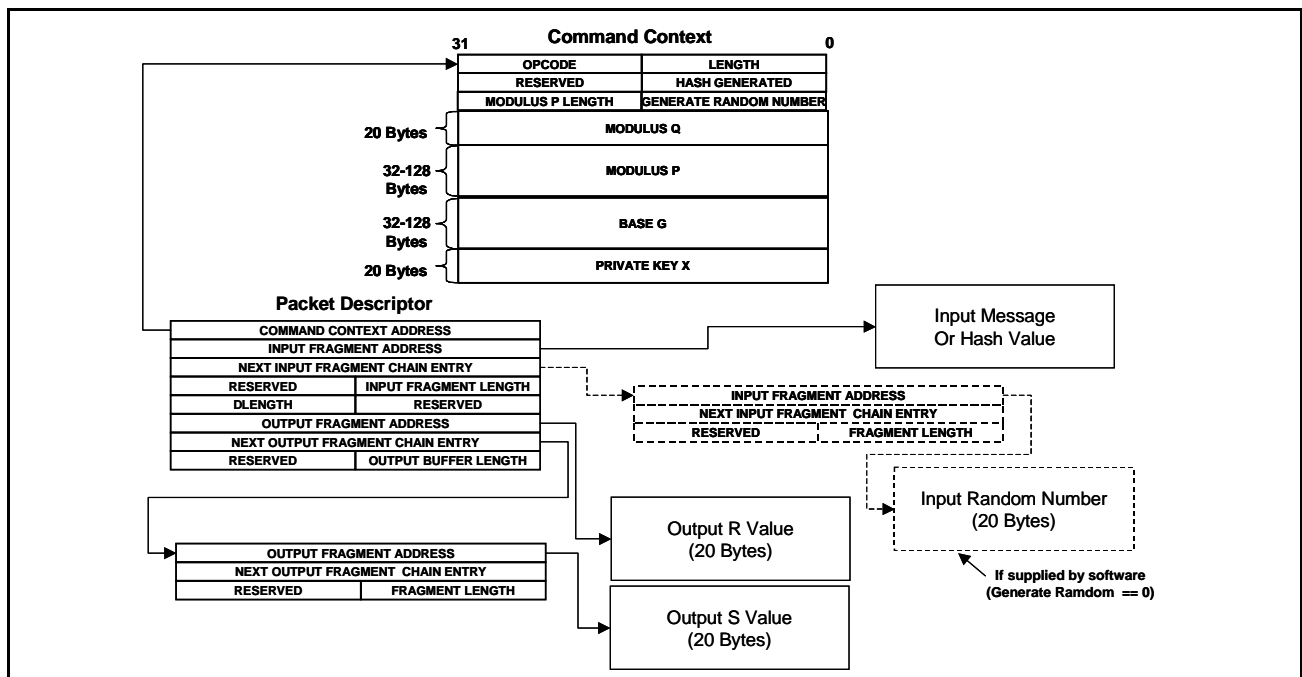 Command Context
31 0
OPCODE LENGTH
RESERVED HASH GENERATED
MODULUS P LENGTH GENERATE RANDOM NUMBER
20 Bytes
MODULUS Q
32-128
Bytes
MODULUS P
32-128
Bytes
BASE G
20 Bytes
PRIVATE KEY X
Packet Descriptor
COMMAND CONTEXT ADDRESS
INPUT FRAGMENT ADDRESS
NEXT INPUT FRAGMENT CHAIN ENTRY
RESERVED INPUT FRAGMENT LENGTH
DLENGTH RESERVED
OUTPUT FRAGMENT ADDRESS
NEXT OUTPUT FRAGMENT CHAIN ENTRY
RESERVED OUTPUT BUFFER LENGTH
Input Message
Or Hash Value
INPUT FRAGMENT ADDRESS
NEXT INPUT FRAGMENT CHAIN ENTRY
RESERVED FRAGMENT LENGTH
Input Random Number
(20 Bytes)
If supplied by software
(Generate Ramdom == 0)
Output R Value
(20 Bytes)
OUTPUT FRAGMENT ADDRESS
NEXT OUTPUT FRAGMENT CHAIN ENTRY
RESERVED FRAGMENT LENGTH
Output S Value
(20 Bytes)